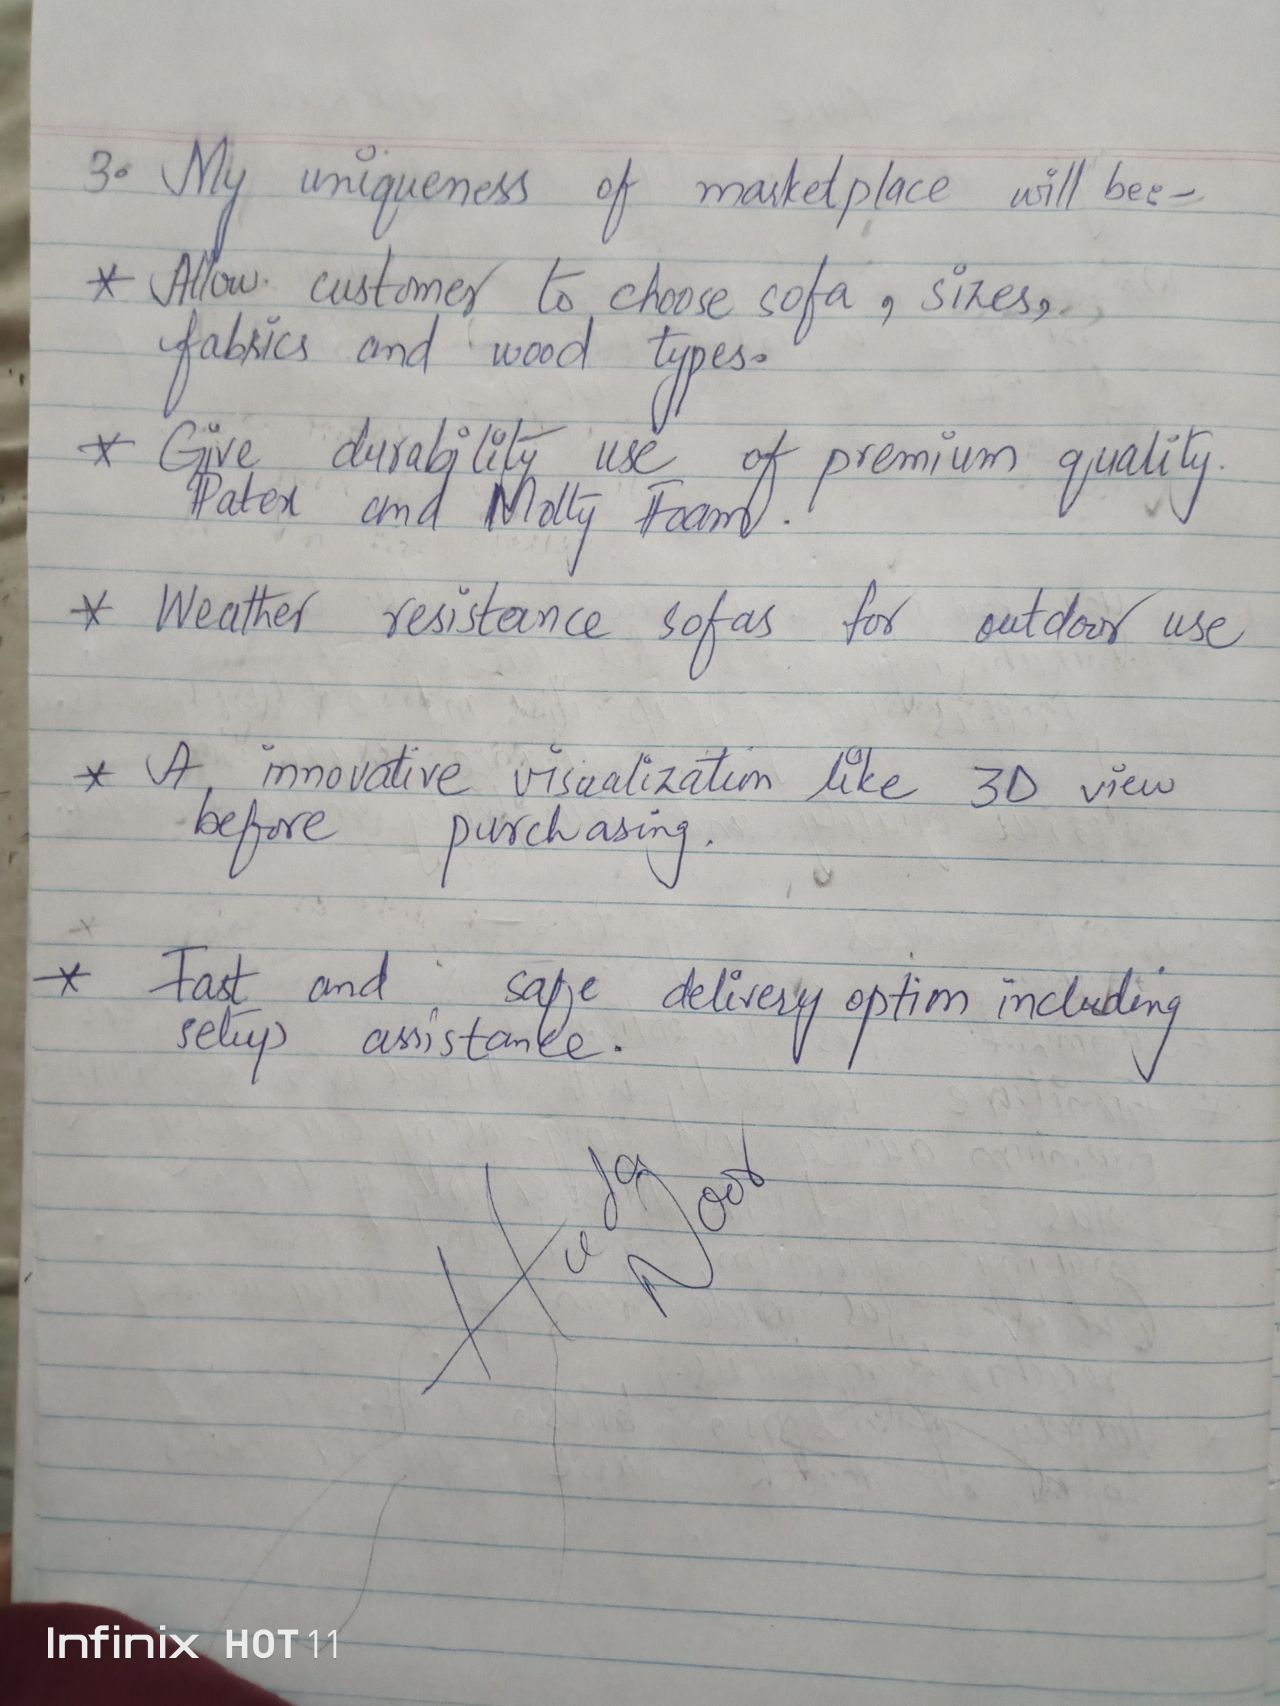 3. My uniqueness of marketplace will be:-
* Allow customer to choose sofa, sizes,
fabrics and wood types.
* Give durability use of premium quality.
Patex and Molty Foam.
* Weather resistance sofas for outdoor use
* A innovative visualization like 3D view
before purchasing.
* Fast and safe delivery option including
setup assistance.
Huda
Noor
Infinix HOT 11